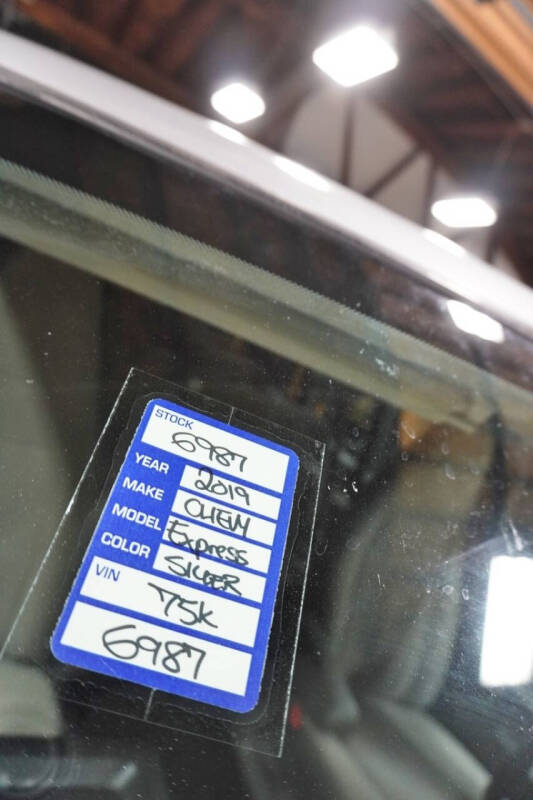 STOCK
6987
YEAR 2019
MAKE CHEVY
MODEL Express
COLOR SILVER
VIN 75K
6987